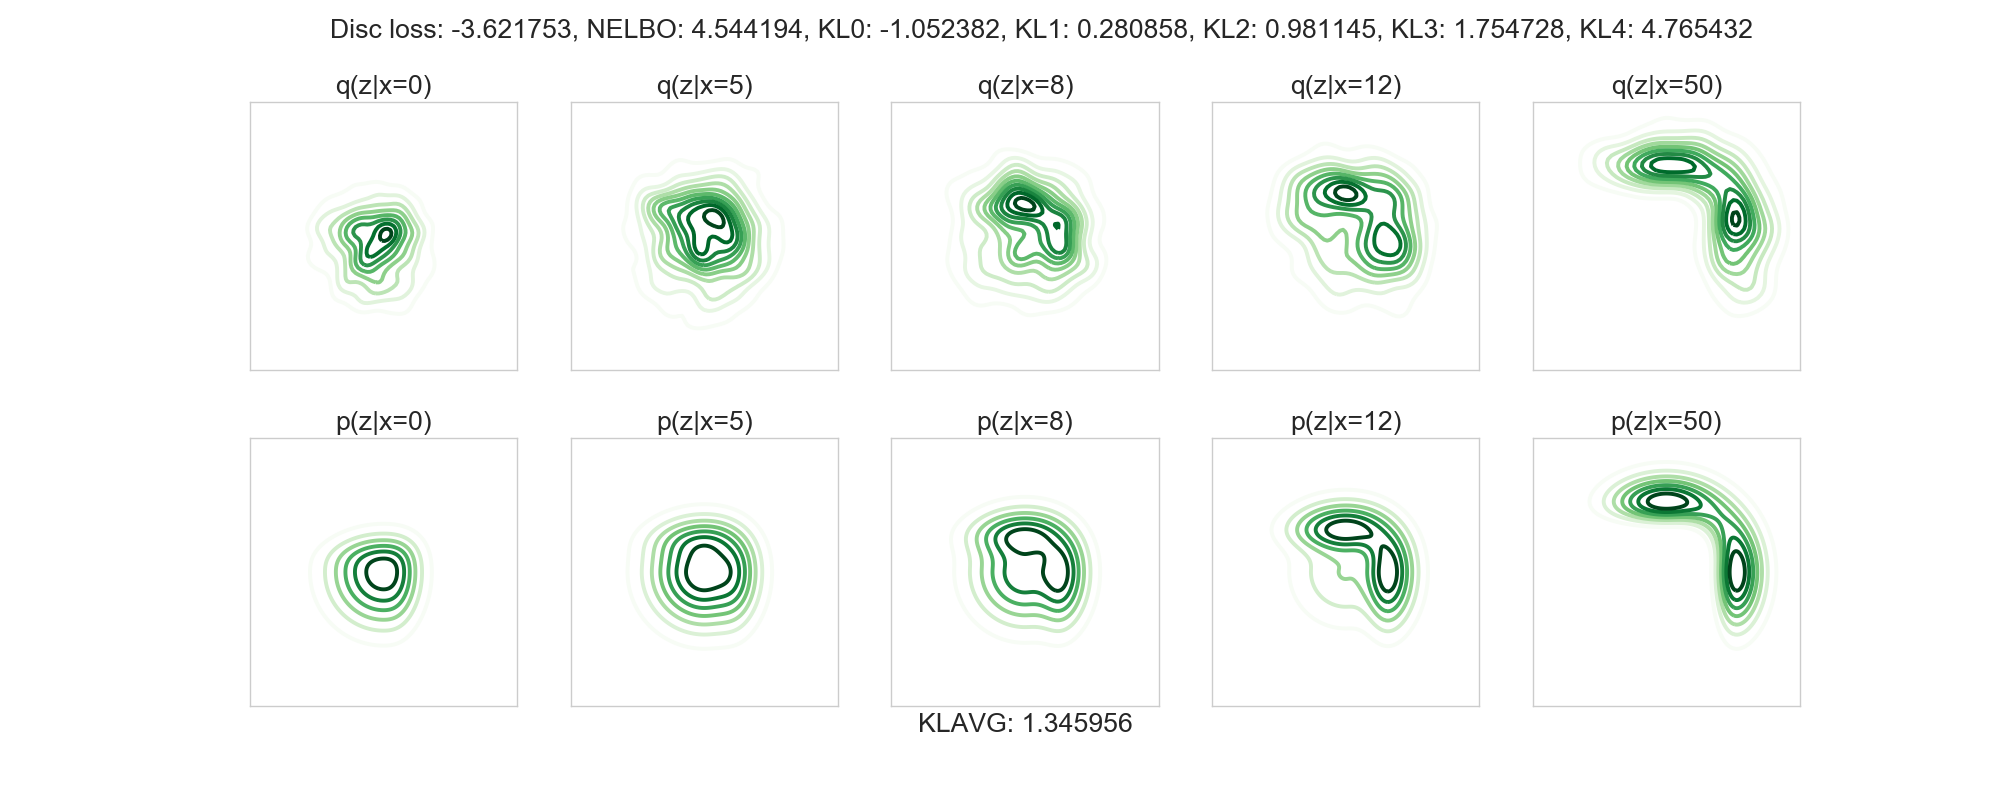 Disc loss: -3.621753, NELBO: 4.544194, KL0: -1.052382, KL1: 0.280858, KL2: 0.981145, KL3: 1.754728, KL4: 4.765432
q(z|x=0) q(z|x=5) q(z|x=8) q(z|x=12) q(z|x=50)
p(z|x=0) p(z|x=5) p(z|x=8) p(z|x=12) p(z|x=50)
KLAVG: 1.345956